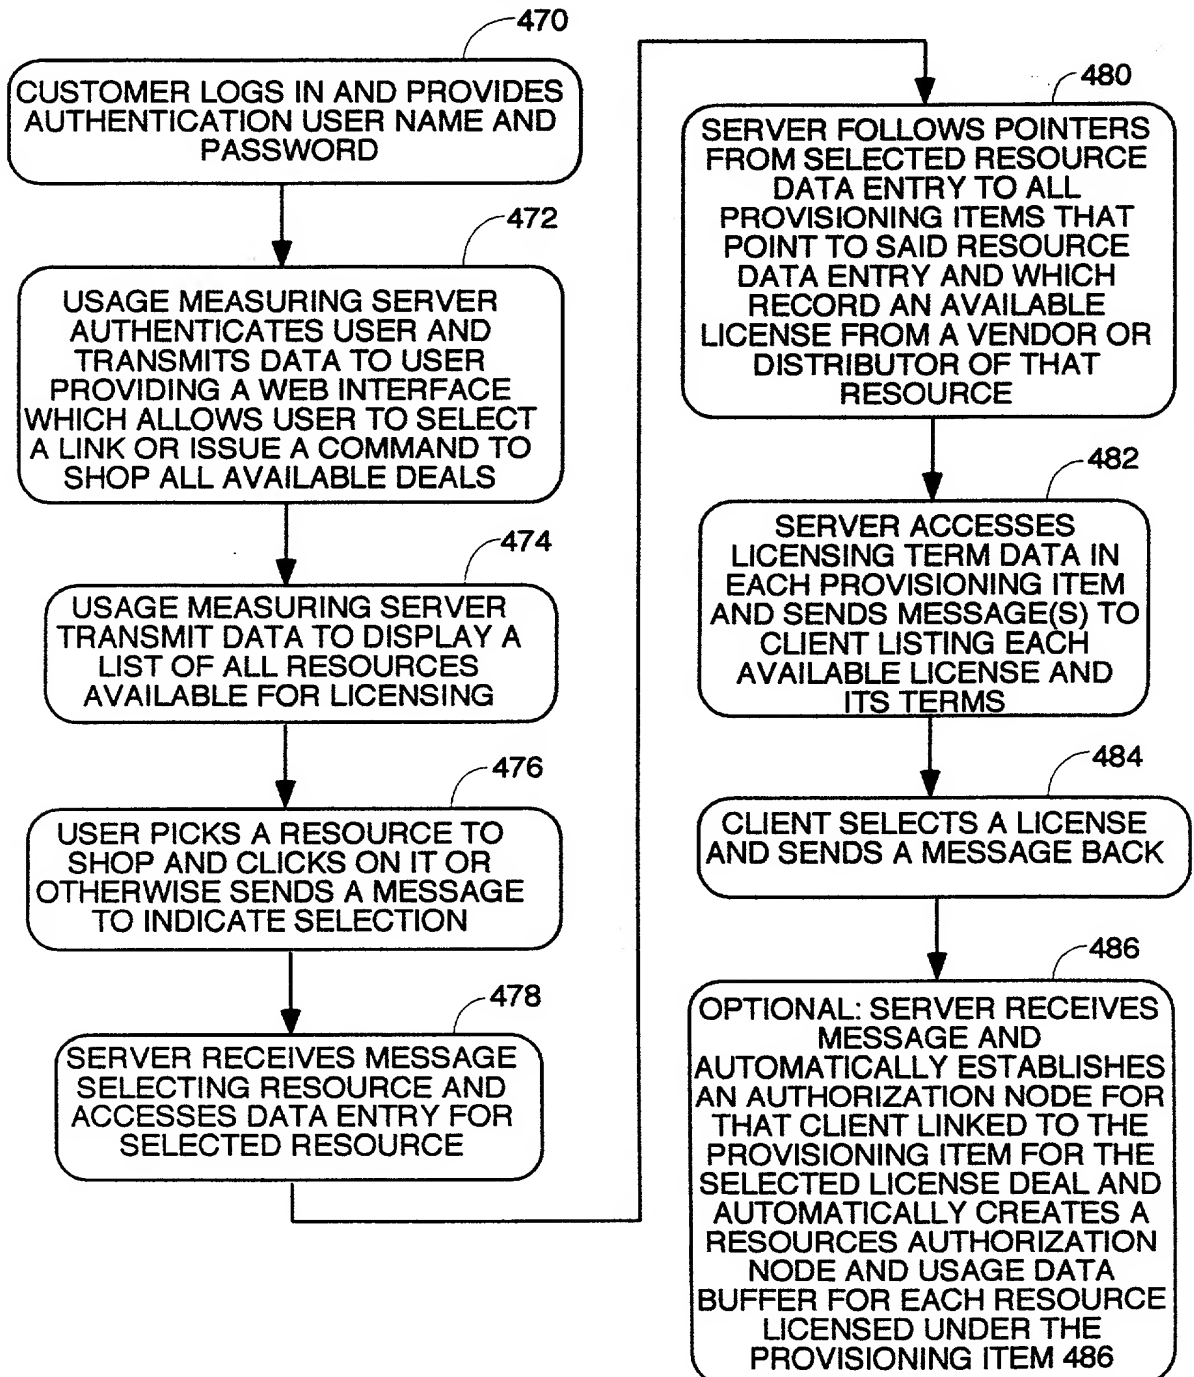 470
CUSTOMER LOGS IN AND PROVIDES
AUTHENTICATION USER NAME AND
PASSWORD
472
USAGE MEASURING SERVER
AUTHENTICATES USER AND
TRANSMITS DATA TO USER
PROVIDING A WEB INTERFACE
WHICH ALLOWS USER TO SELECT
A LINK OR ISSUE A COMMAND TO
SHOP ALL AVAILABLE DEALS
474
USAGE MEASURING SERVER
TRANSMIT DATA TO DISPLAY A
LIST OF ALL RESOURCES
AVAILABLE FOR LICENSING
476
USER PICKS A RESOURCE TO
SHOP AND CLICKS ON IT OR
OTHERWISE SENDS A MESSAGE
TO INDICATE SELECTION
478
SERVER RECEIVES MESSAGE
SELECTING RESOURCE AND
ACCESSES DATA ENTRY FOR
SELECTED RESOURCE
480
SERVER FOLLOWS POINTERS
FROM SELECTED RESOURCE
DATA ENTRY TO ALL
PROVISIONING ITEMS THAT
POINT TO SAID RESOURCE
DATA ENTRY AND WHICH
RECORD AN AVAILABLE
LICENSE FROM A VENDOR OR
DISTRIBUTOR OF THAT
RESOURCE
482
SERVER ACCESSES
LICENSING TERM DATA IN
EACH PROVISIONING ITEM
AND SENDS MESSAGE(S) TO
CLIENT LISTING EACH
AVAILABLE LICENSE AND
ITS TERMS
484
CLIENT SELECTS A LICENSE
AND SENDS A MESSAGE BACK
486
OPTIONAL: SERVER RECEIVES
MESSAGE AND
AUTOMATICALLY ESTABLISHES
AN AUTHORIZATION NODE FOR
THAT CLIENT LINKED TO THE
PROVISIONING ITEM FOR THE
SELECTED LICENSE DEAL AND
AUTOMATICALLY CREATES A
RESOURCES AUTHORIZATION
NODE AND USAGE DATA
BUFFER FOR EACH RESOURCE
LICENSED UNDER THE
PROVISIONING ITEM 486